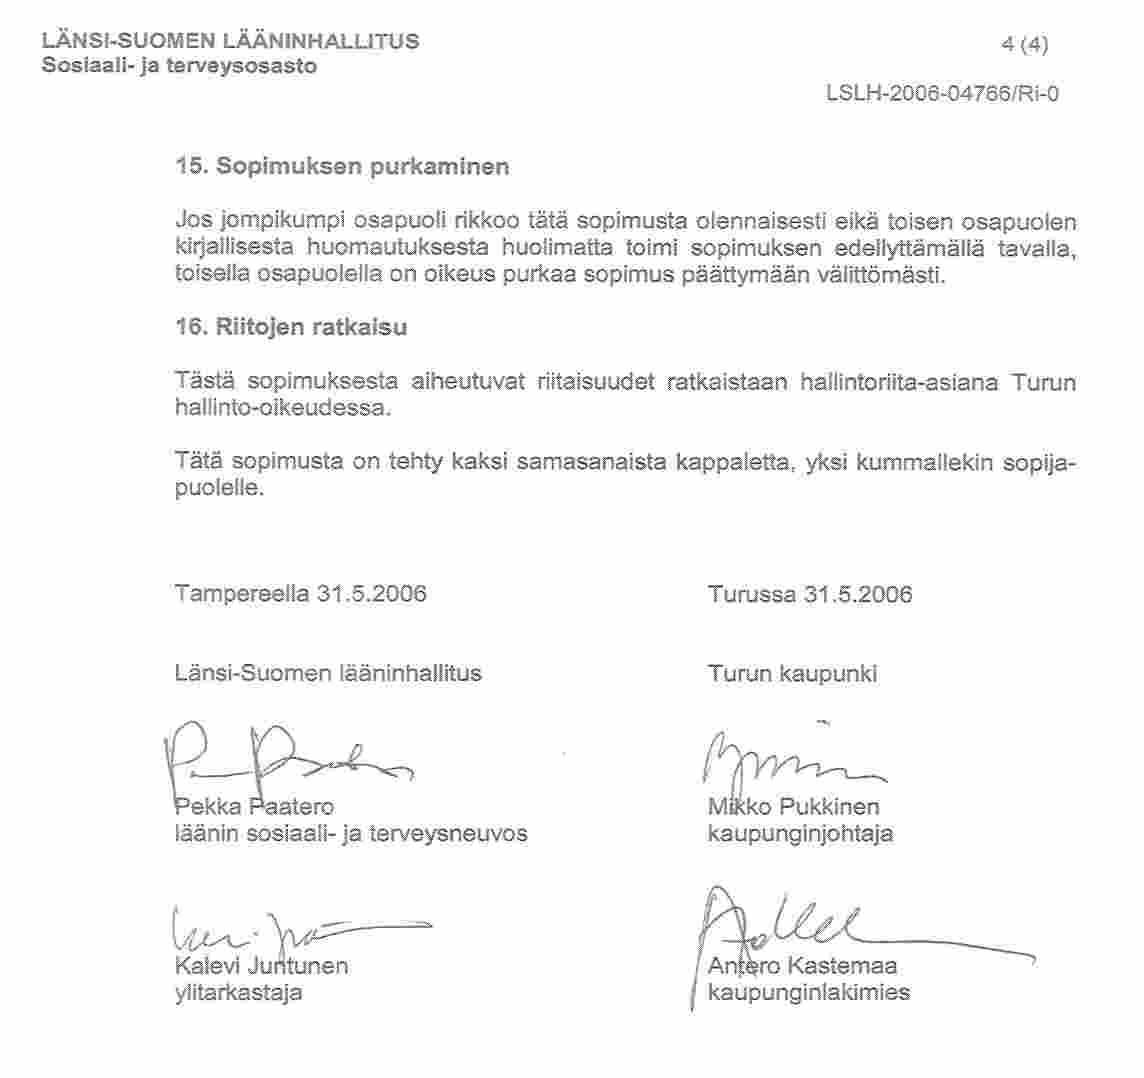 LÄNSI-SUOMEN LÄÄNINHALLITUS
Sosiaali- ja terveysosasto
4 (4)
LSLH-2006-04766/Ri-0
15. Sopimuksen purkaminen
Jos jompikumpi osapuoli rikkoo tätä sopimusta olennaisesti eikä toisen osapuolen
kirjallisesta huomautuksesta huolimatta toimi sopimuksen edellyttämällä tavalla,
toisella osapuolella on oikeus purkaa sopimus päättymään välittömästi.
16. Riitojen ratkaisu
Tästä sopimuksesta aiheutuvat riitaisuudet ratkaistaan hallintoriita-asiana Turun
hallinto-oikeudessa.
Tätä sopimusta on tehty kaksi samasanaista kappaletta, yksi kummallekin sopija-
puolelle.
Tampereella 31.5.2006
Turussa 31.5.2006
Länsi-Suomen lääninhallitus
Turun kaupunki
Pekka Paatero
läänin sosiaali- ja terveysneuvos
Mikko Pukkinen
kaupunginjohtaja
Kalevi Juntunen
ylitarkastaja
Antero Kastemaa
kaupunginlakimies